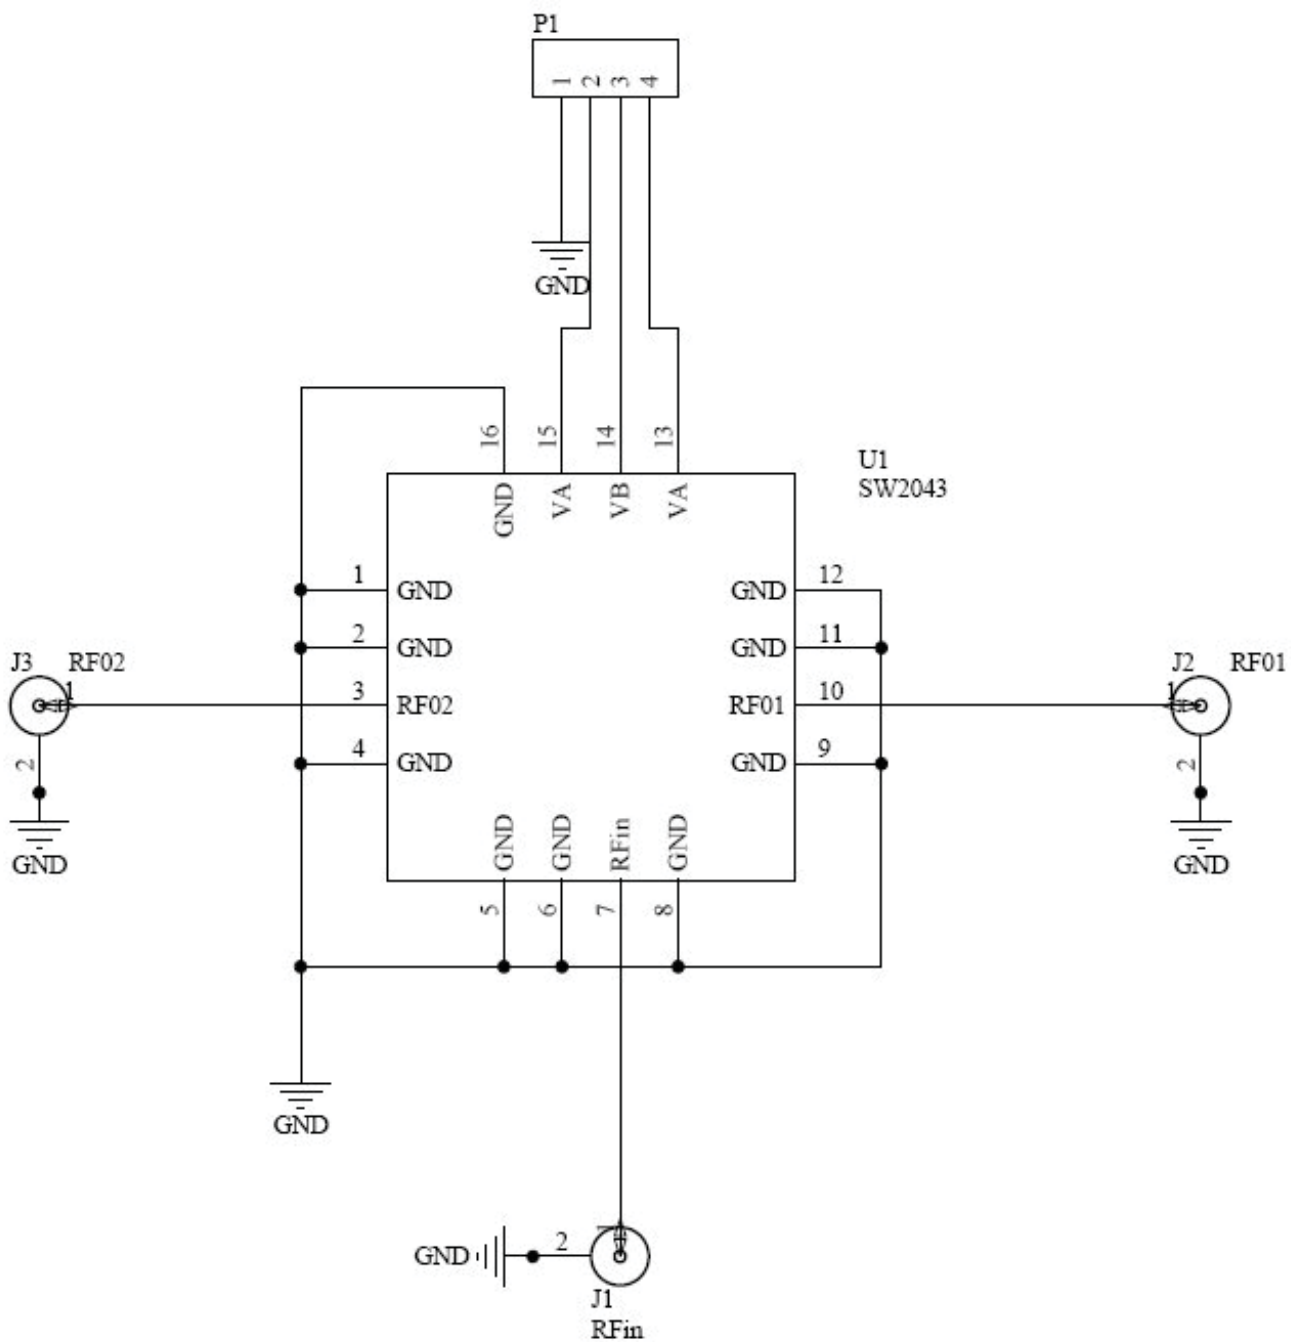 P1
1 2 3 4
GND
16 15 14 13
U1
SW2043
GND VA VB VA
1 GND
GND 12
2 GND
GND 11
J3 RF02
J2 RF01
1
3 RF02
RF01 10
1
4 GND
GND 9
2
2
GND GND RFin GND
GND
GND
5 6 7 8
GND
1
GND 2
J1
RFin